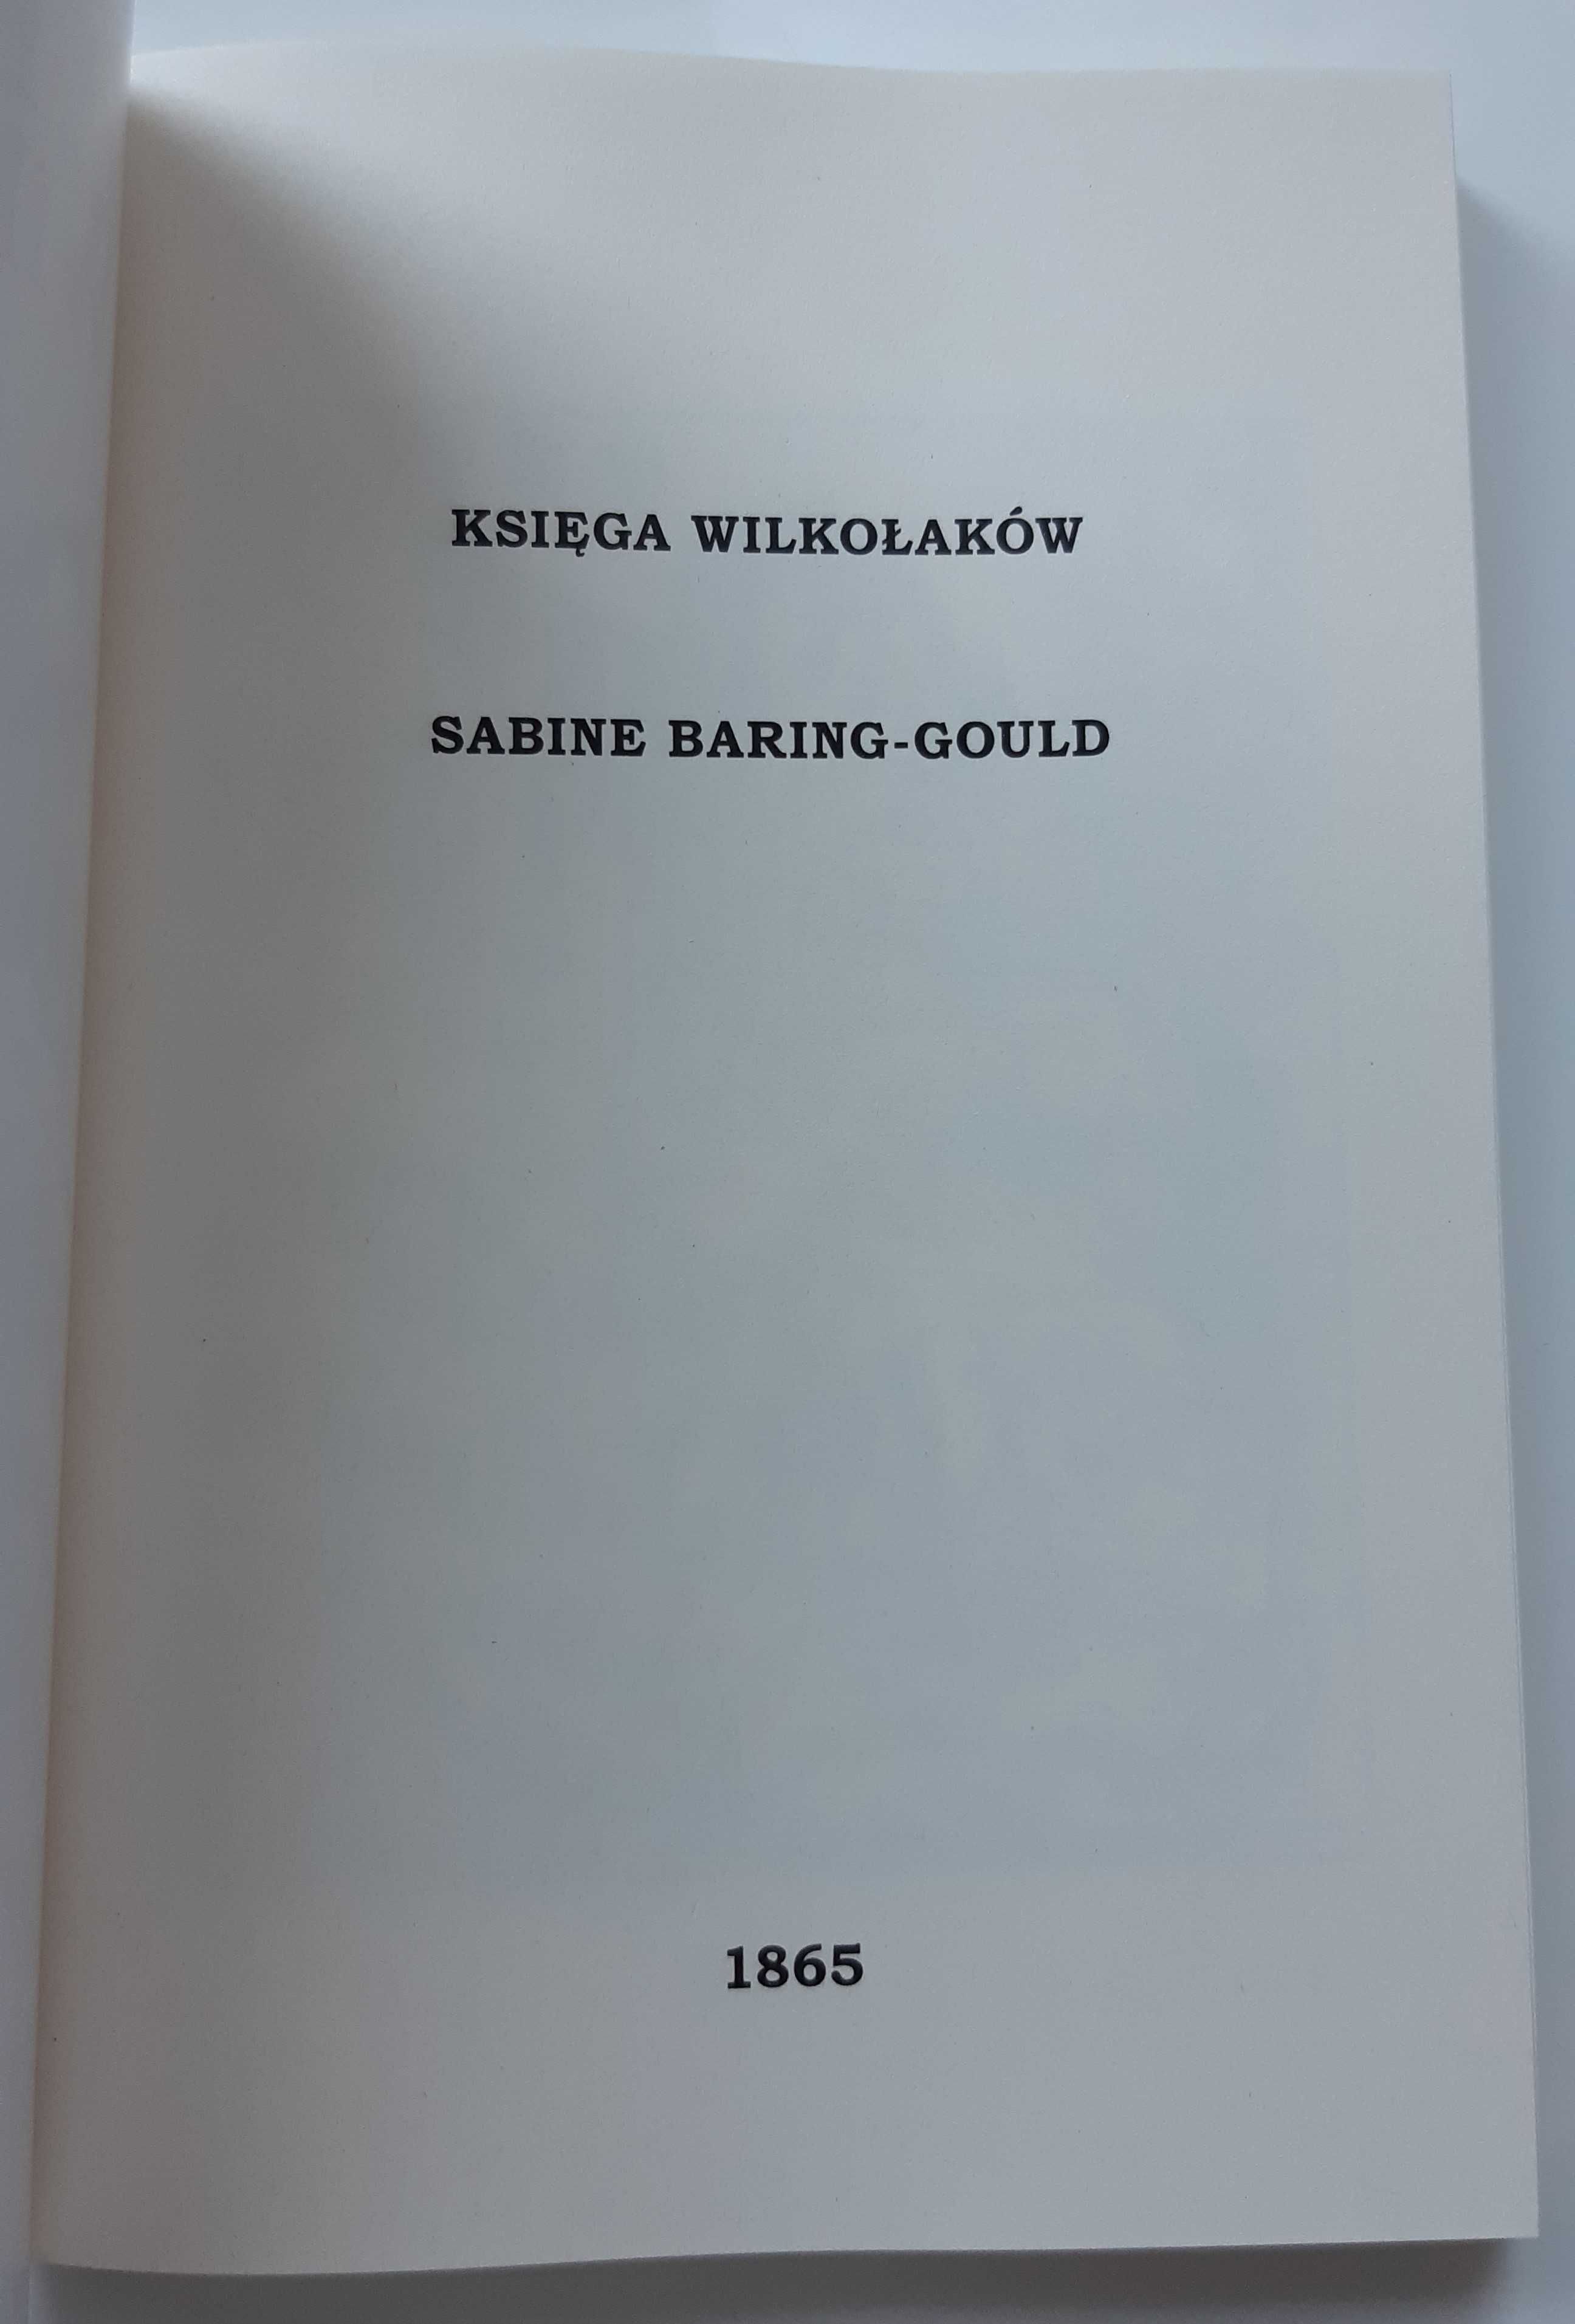 KSIĘGA WILKOŁAKÓW
SABINE BARING-GOULD
1865